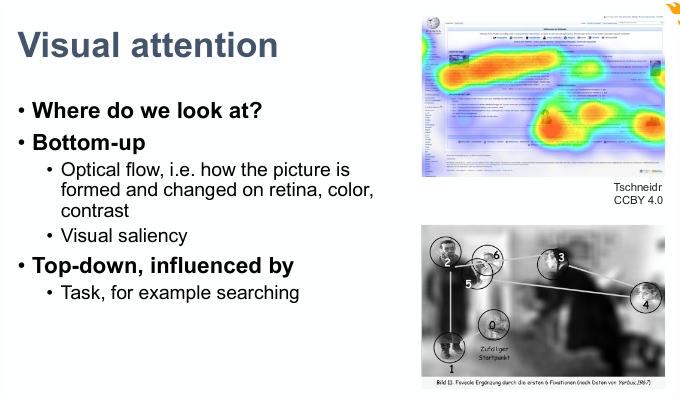 Visual attention
• Where do we look at?
• Bottom-up
• Optical flow, i.e. how the picture is
formed and changed on retina, color,
contrast
• Visual saliency
• Top-down, influenced by
• Task, for example searching
Tschneidr
CCBY 4.0
2
6
3
5
4
0
Zufälliger
Startpunkt
1
Bild 11: Foveale Ergänzung durch die ersten 6 Fixationen (nach Daten von Yarbus,1967)